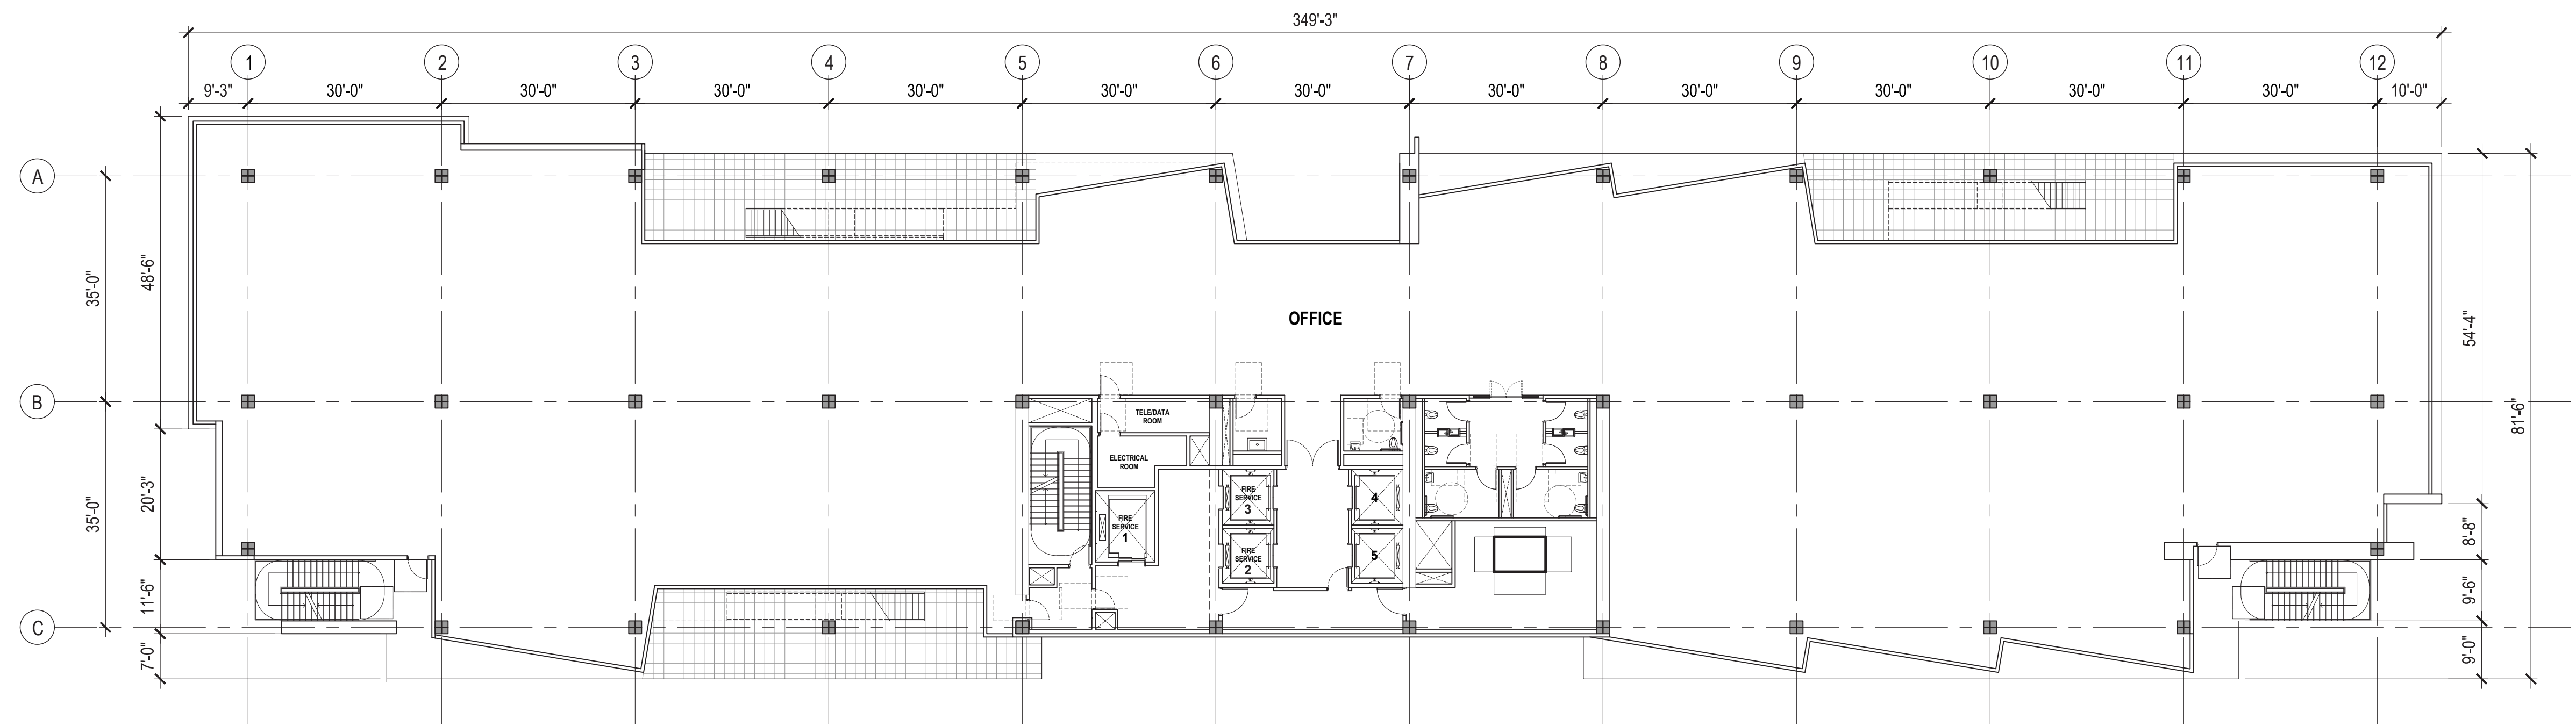 349'-3"
1 2 3 4 5 6 7 8 9 10 11 12
9'-3" 30'-0" 30'-0" 30'-0" 30'-0" 30'-0" 30'-0" 30'-0" 30'-0" 30'-0" 30'-0" 30'-0" 10'-0"
A
48'-6"
35'-0"
OFFICE
54'-4"
B
81'-6"
TELE/DATA
ROOM
ELECTRICAL
ROOM
20'-3"
35'-0"
FIRE
SERVICE
3
4
FIRE
SERVICE
1
8'-8"
FIRE
SERVICE
2
5
11'-6"
9'-6"
C
7'-0"
9'-0"